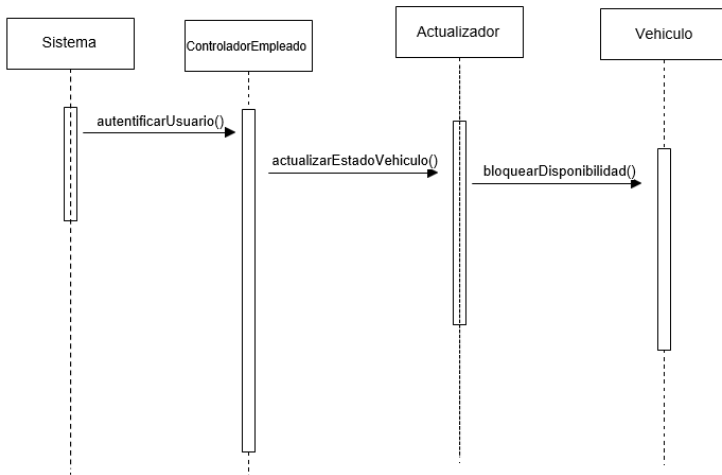 Sistema
ControladorEmpleado
Actualizador
Vehiculo
autentificarUsuario()
actualizarEstadoVehiculo()
bloquearDisponibilidad()